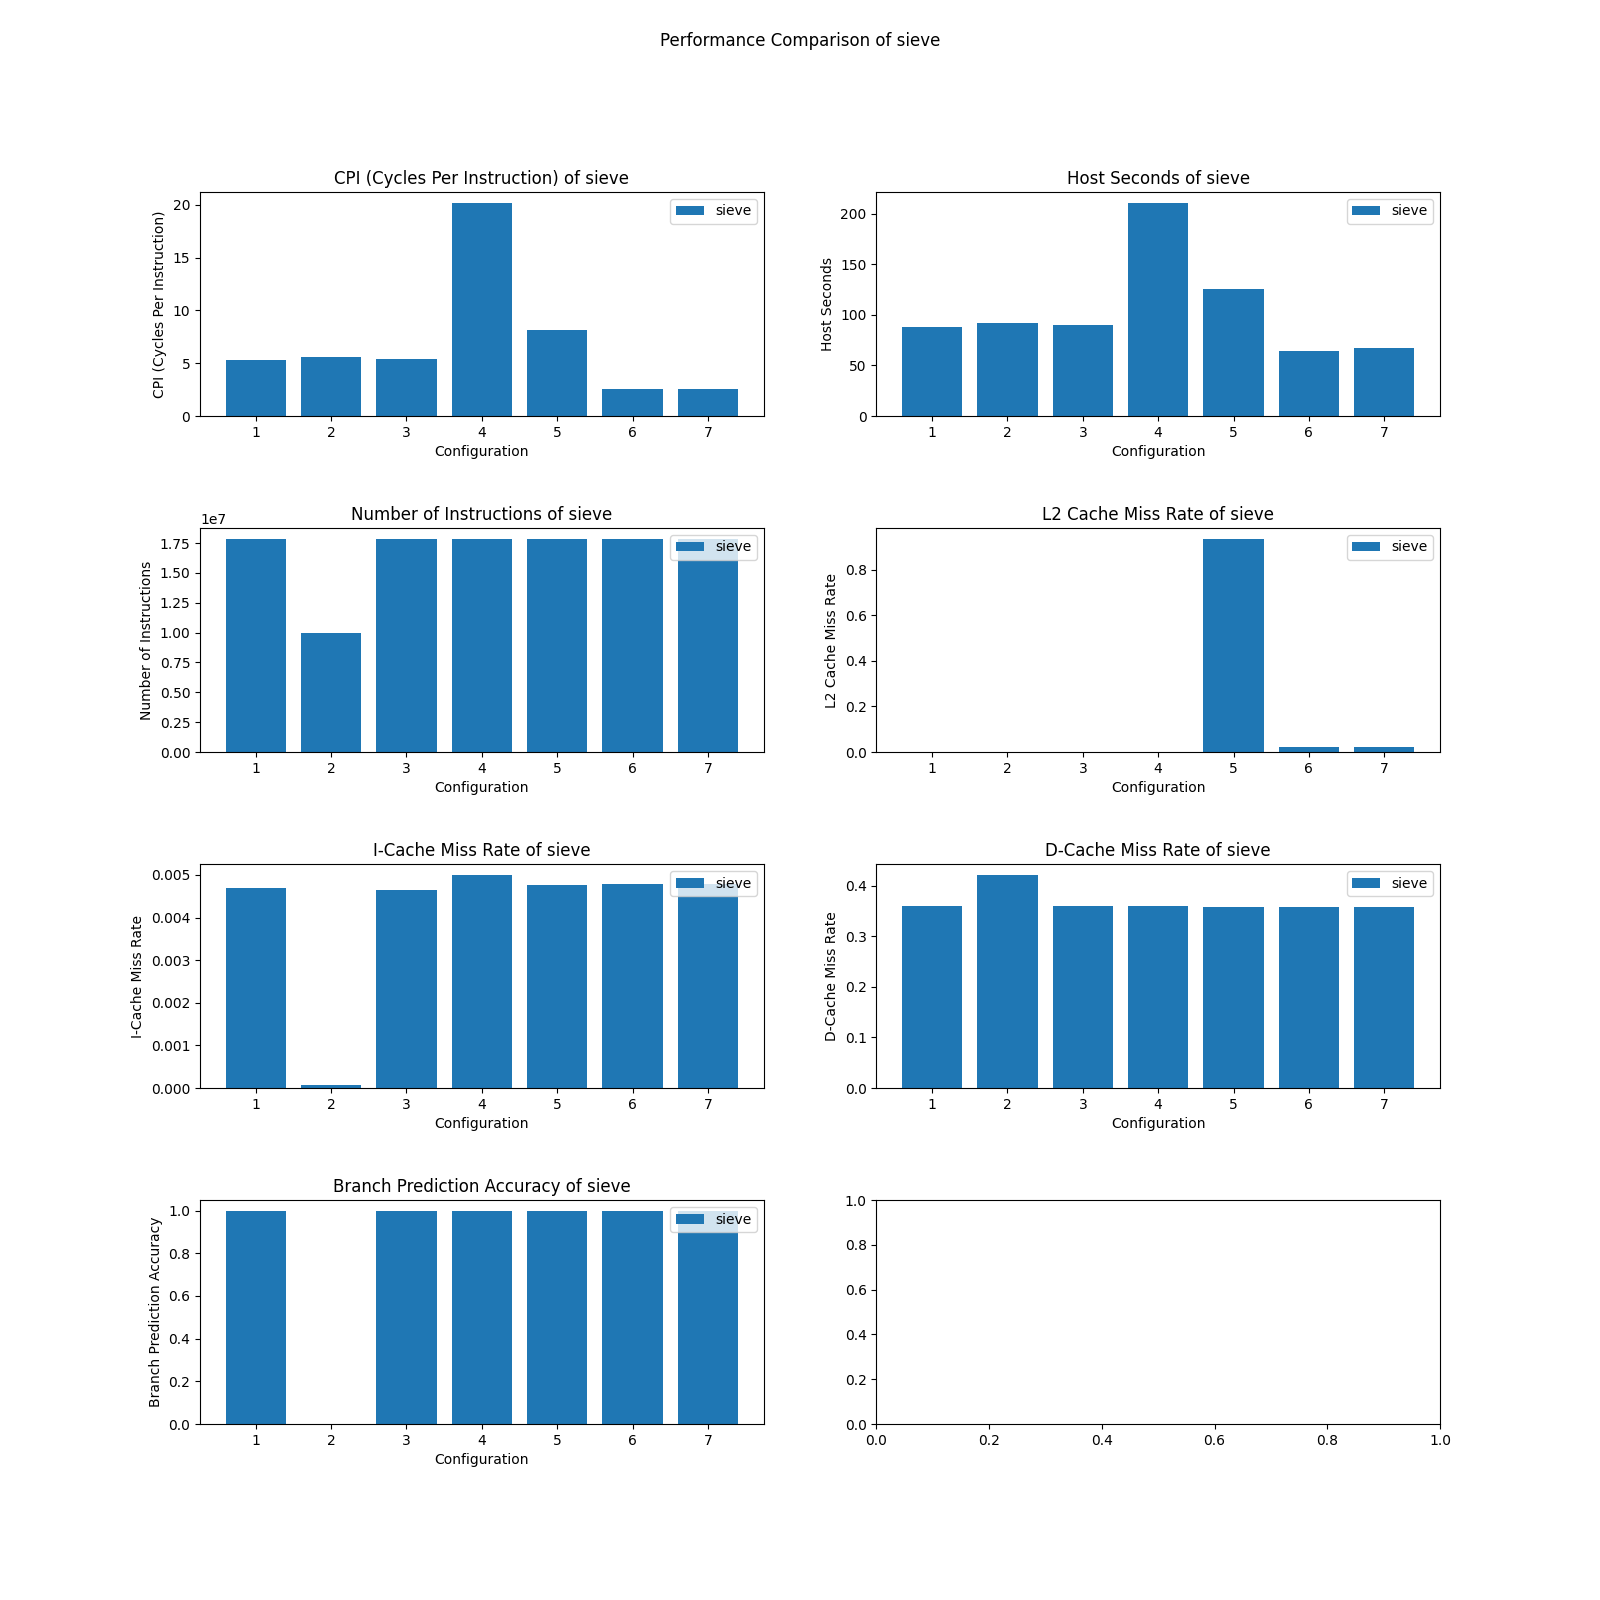 Performance Comparison of sieve
CPI (Cycles Per Instruction) of sieve
CPI (Cycles Per Instruction)
20
15
10
5
0
sieve
1 2 3 4 5 6 7
Configuration
Host Seconds of sieve
Host Seconds
200
150
100
50
0
sieve
1 2 3 4 5 6 7
Configuration
Number of Instructions of sieve
1e7
Number of Instructions
1.75
1.50
1.25
1.00
0.75
0.50
0.25
0.00
sieve
1 2 3 4 5 6 7
Configuration
L2 Cache Miss Rate of sieve
L2 Cache Miss Rate
0.8
0.6
0.4
0.2
0.0
sieve
1 2 3 4 5 6 7
Configuration
I-Cache Miss Rate of sieve
I-Cache Miss Rate
0.005
0.004
0.003
0.002
0.001
0.000
sieve
1 2 3 4 5 6 7
Configuration
D-Cache Miss Rate of sieve
D-Cache Miss Rate
0.4
0.3
0.2
0.1
0.0
sieve
1 2 3 4 5 6 7
Configuration
Branch Prediction Accuracy of sieve
Branch Prediction Accuracy
1.0
0.8
0.6
0.4
0.2
0.0
sieve
1 2 3 4 5 6 7
Configuration
1.0
0.8
0.6
0.4
0.2
0.0
0.0 0.2 0.4 0.6 0.8 1.0